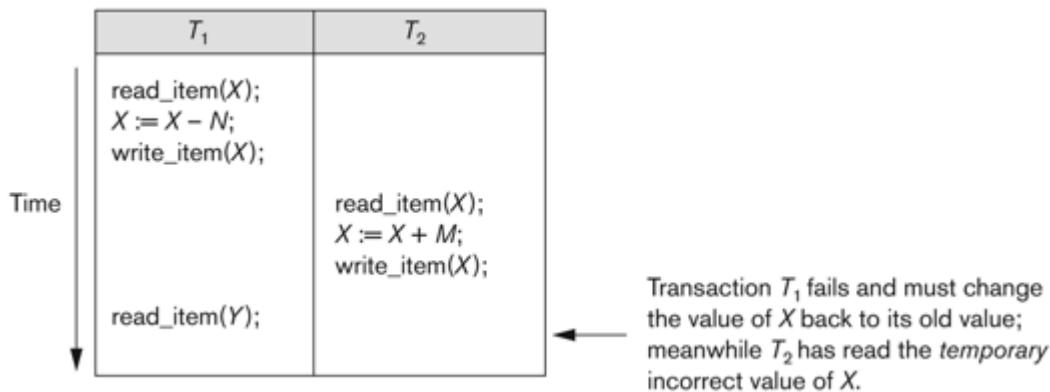 T₁ T₂
read_item(X);
X := X – N;
write_item(X);
Time
read_item(X);
X := X + M;
write_item(X);
read_item(Y);
Transaction T₁ fails and must change
the value of X back to its old value;
meanwhile T₂ has read the temporary
incorrect value of X.